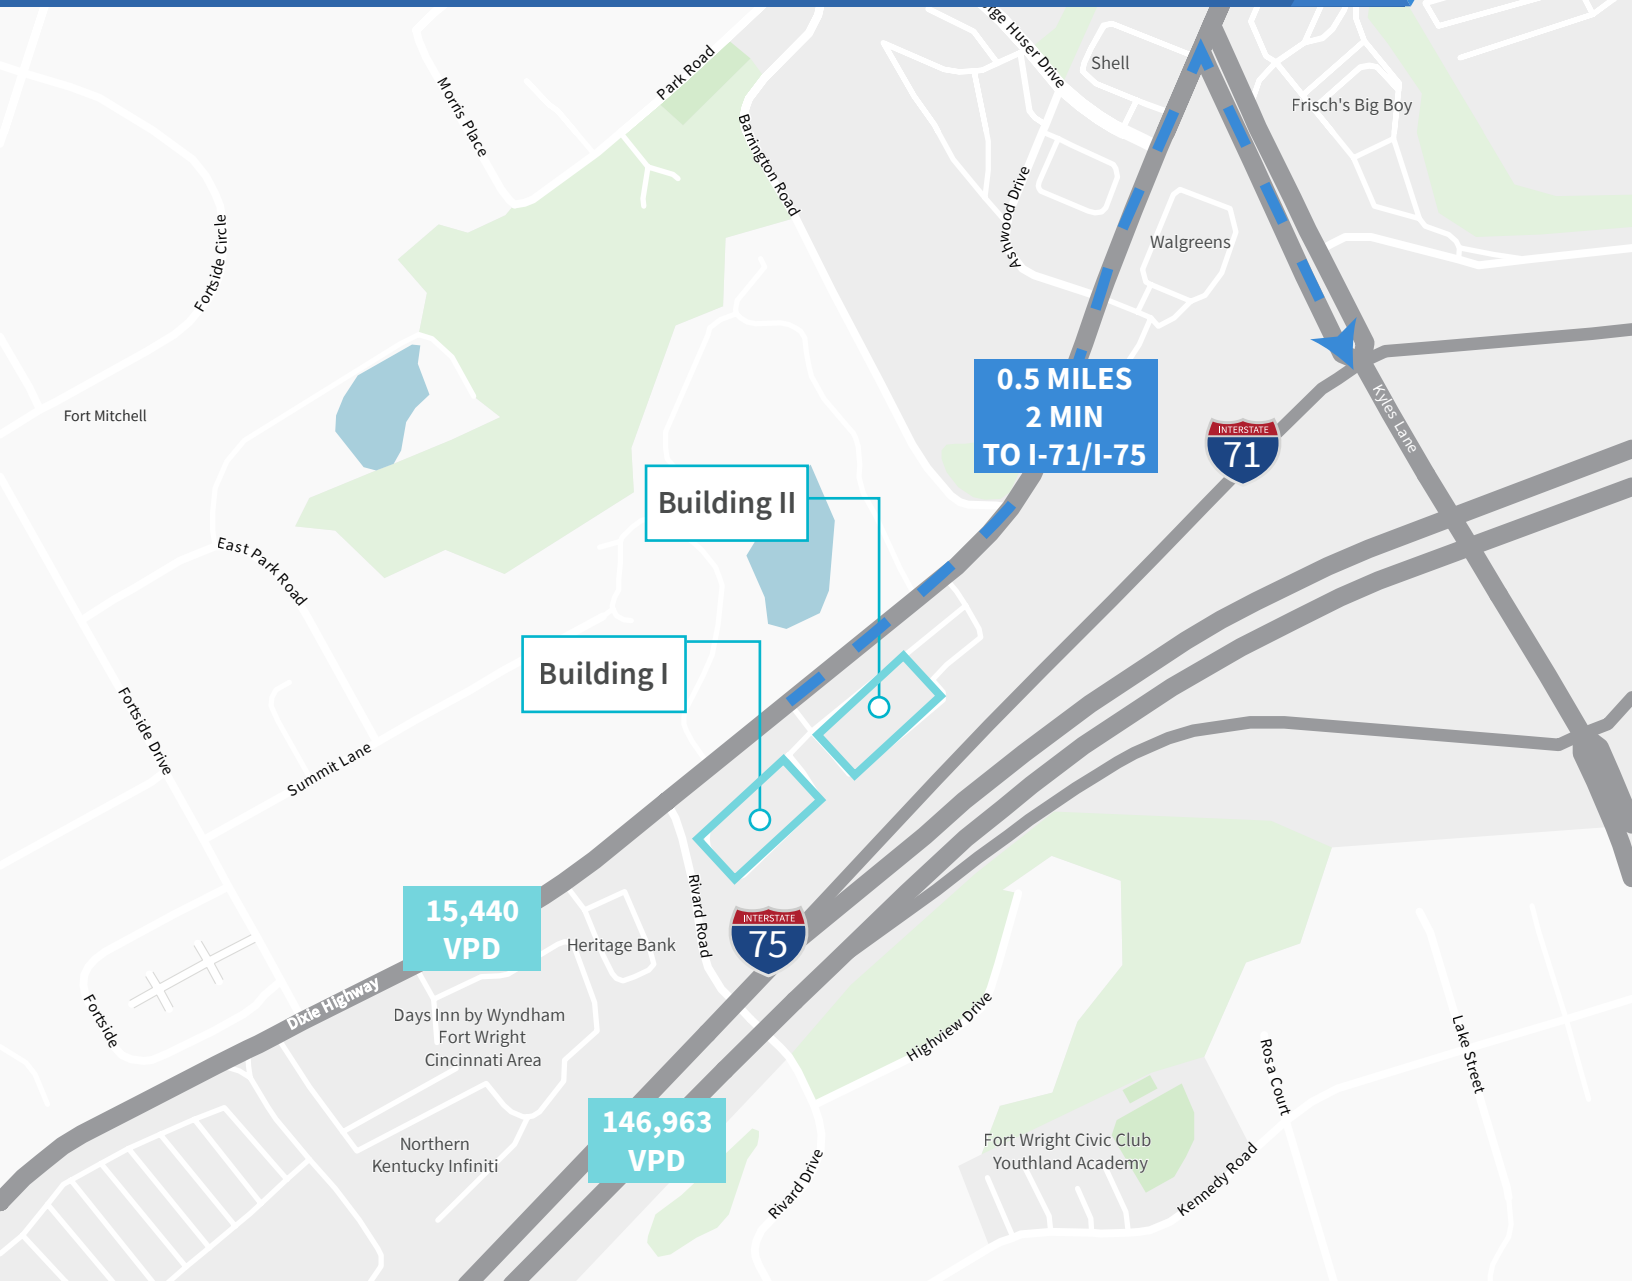 Park Road
Morris Place
Barrington Road
Huser Drive
Shell
Frisch's Big Boy
Ashwood Drive
Walgreens
Fortside Circle
Fort Mitchell
0.5 MILES
2 MIN
TO I-71/I-75
INTERSTATE
71
Kyles Lane
Building II
East Park Road
Building I
Fortside Drive
Summit Lane
15,440
VPD
Heritage Bank
Rivard Road
INTERSTATE
75
Dixie Highway
Fortside
Days Inn by Wyndham
Fort Wright
Cincinnati Area
Highview Drive
Rosa Court
Lake Street
146,963
VPD
Northern
Kentucky Infiniti
Rivard Drive
Fort Wright Civic Club
Youthland Academy
Kennedy Road